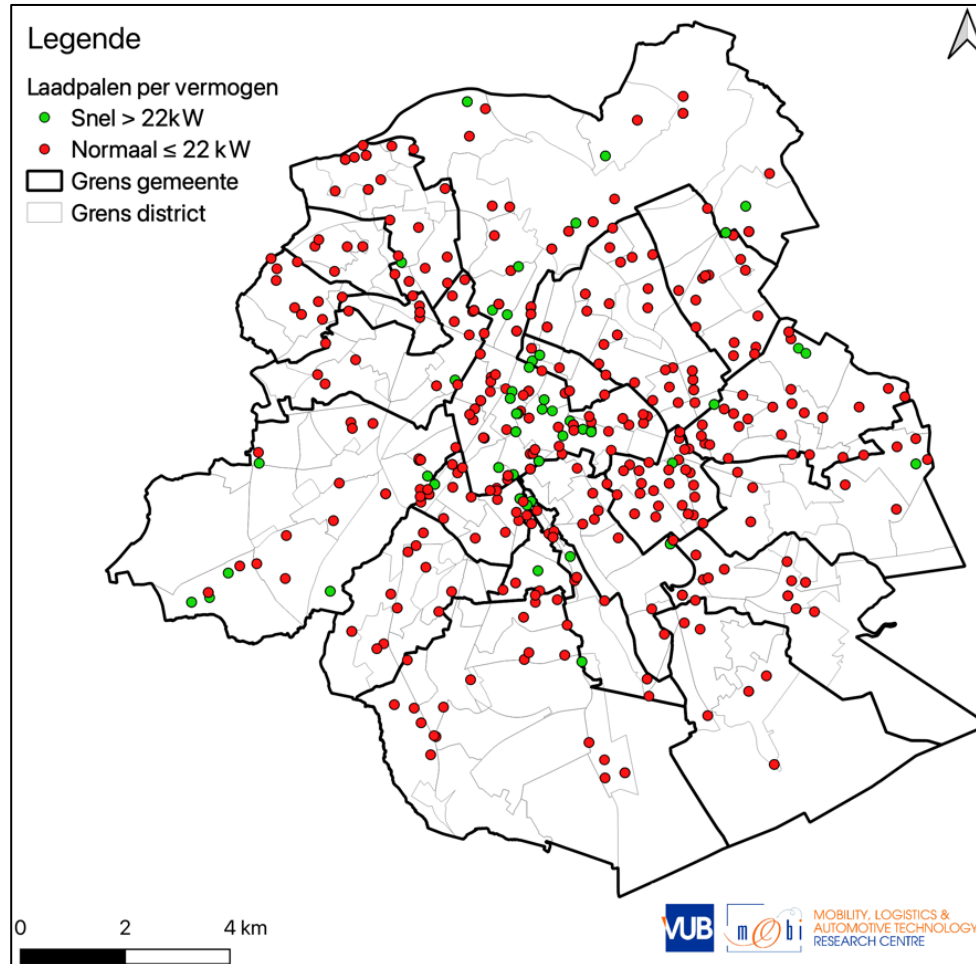 Legende
Laadpalen per vermogen
Snel > 22kW
Normaal ≤ 22 kW
Grens gemeente
Grens district
0 2 4 km
VUB
mobi
MOBILITY, LOGISTICS &
AUTOMOTIVE TECHNOLOGY
RESEARCH CENTRE